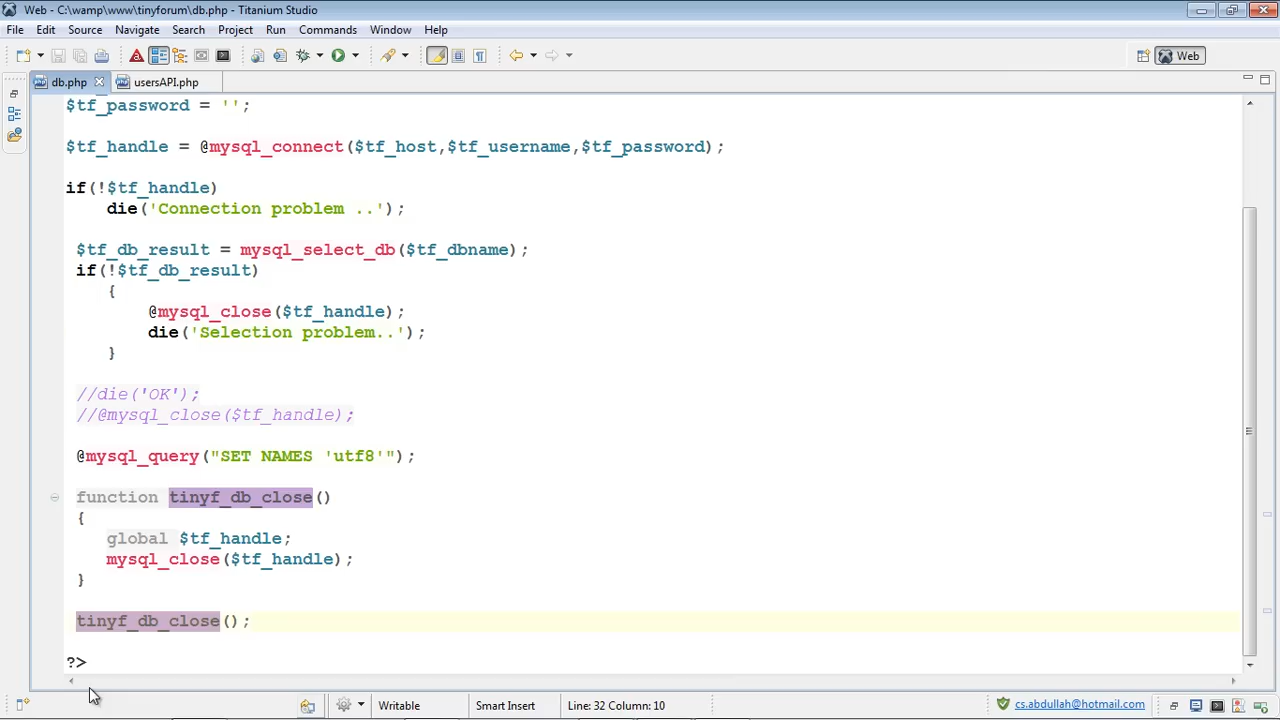 Web - C:\wamp\www\tinyforum\db.php - Titanium Studio
File Edit Source Navigate Search Project Run Commands Window Help
Web
db.php usersAPI.php
$tf_password = '';
$tf_handle = @mysql_connect($tf_host,$tf_username,$tf_password);
if(!$tf_handle)
die('Connection problem ..');
$tf_db_result = mysql_select_db($tf_dbname);
if(!$tf_db_result)
{
@mysql_close($tf_handle);
die('Selection problem..');
}
//die('OK');
//@mysql_close($tf_handle);
@mysql_query("SET NAMES 'utf8'");
function tinyf_db_close()
{
global $tf_handle;
mysql_close($tf_handle);
}
tinyf_db_close();
?>
Writable Smart Insert Line: 32 Column: 10 cs.abdullah@hotmail.com